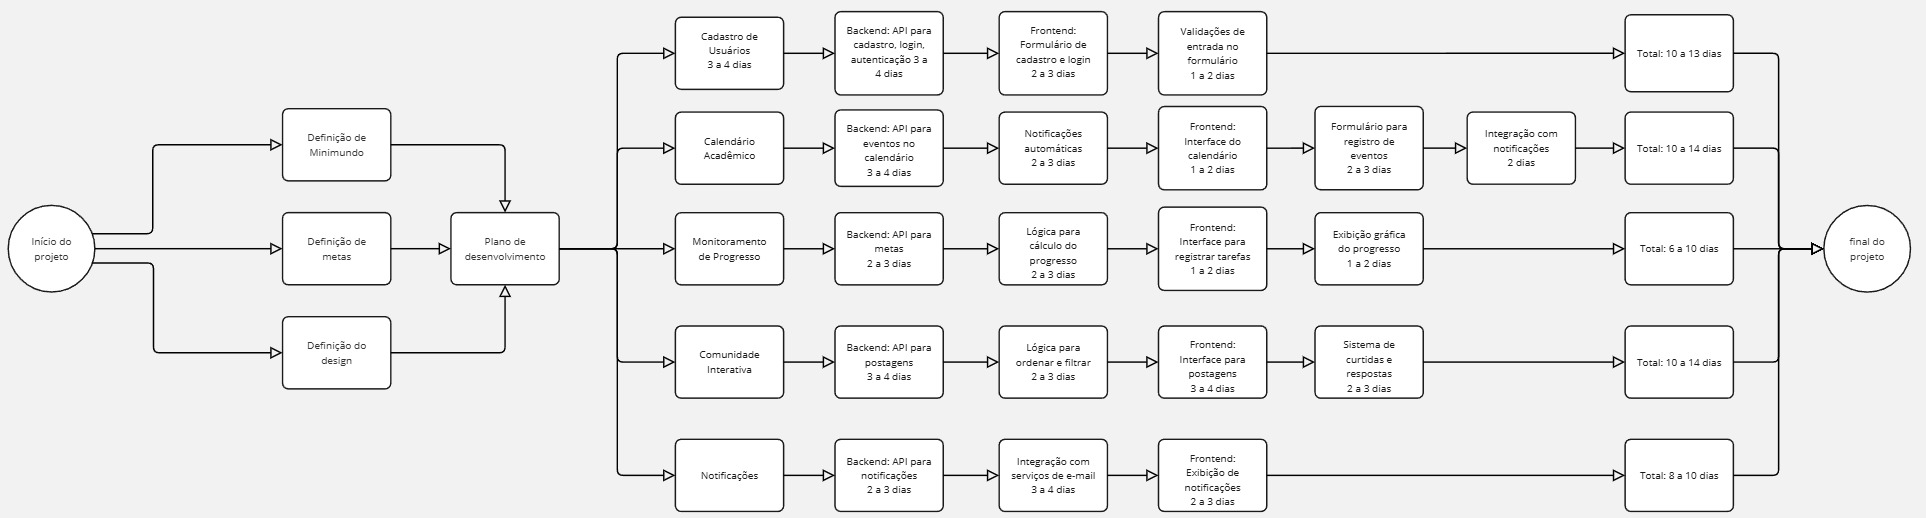 Início do
projeto
Definição de
Minimundo
Definição de
metas
Definição do
design
Plano de
desenvolvimento
Cadastro de
Usuários
3 a 4 dias
Backend: API para
cadastro, login,
autenticação 3 a
4 dias
Frontend:
Formulário de
cadastro e login
2 a 3 dias
Validações de
entrada no
formulário
1 a 2 dias
Total: 10 a 13 dias
Calendário
Acadêmico
Backend: API para
eventos no
calendário
3 a 4 dias
Notificações
automáticas
2 a 3 dias
Frontend:
Interface do
calendário
1 a 2 dias
Formulário para
registro de
eventos
2 a 3 dias
Integração com
notificações
2 dias
Total: 10 a 14 dias
Monitoramento
de Progresso
Backend: API para
metas
2 a 3 dias
Lógica para
cálculo do
progresso
2 a 3 dias
Frontend:
Interface para
registrar tarefas
1 a 2 dias
Exibição gráfica
do progresso
1 a 2 dias
Total: 6 a 10 dias
Comunidade
Interativa
Backend: API para
postagens
3 a 4 dias
Lógica para
ordenar e filtrar
2 a 3 dias
Frontend:
Interface para
postagens
3 a 4 dias
Sistema de
curtidas e
respostas
2 a 3 dias
Total: 10 a 14 dias
Notificações
Backend: API para
notificações
2 a 3 dias
Integração com
serviços de e-mail
3 a 4 dias
Frontend:
Exibição de
notificações
2 a 3 dias
Total: 8 a 10 dias
final do
projeto